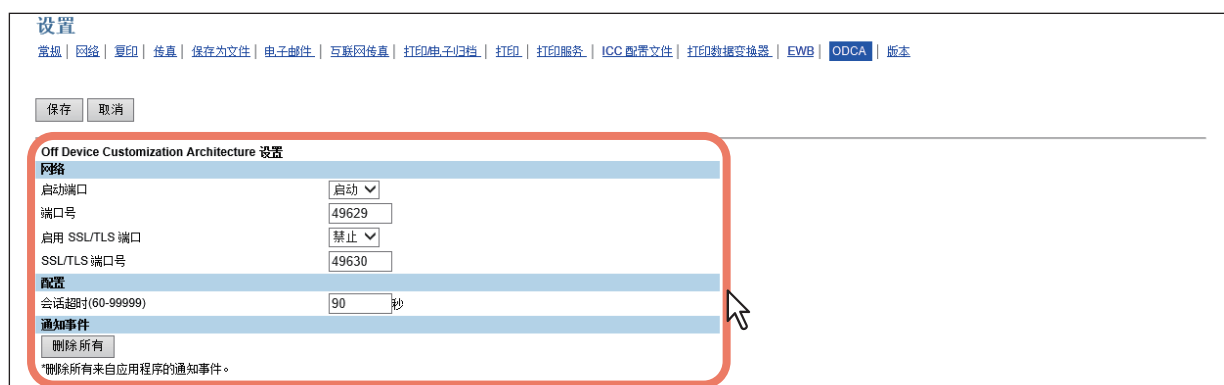 设置
常规 | 网络 | 复印 | 传真 | 保存为文件 | 电子邮件 | 互联网传真 | 打印/电子归档 | 打印 | 打印服务 | ICC 配置文件 | 打印数据变换器 | EWB | ODCA | 版本
保存 取消
Off Device Customization Architecture 设置
网络
启动端口 启动
端口号 49629
启用 SSL/TLS 端口 禁止
SSL/TLS 端口号 49630
配置
会话超时(60-99999) 90 秒
通知事件
删除所有
*删除所有来自应用程序的通知事件。